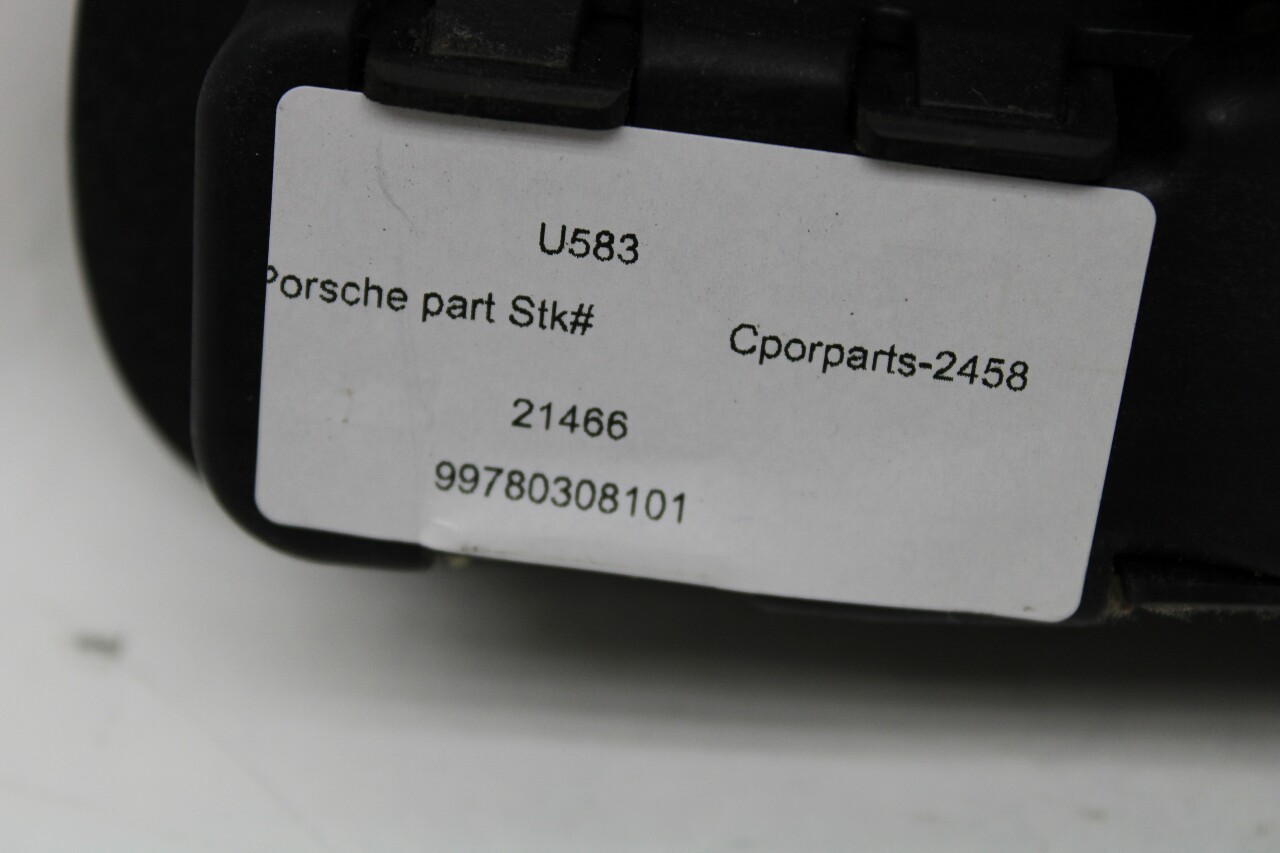 U583
Porsche part Stk#
Cporparts-2458
21466
99780308101